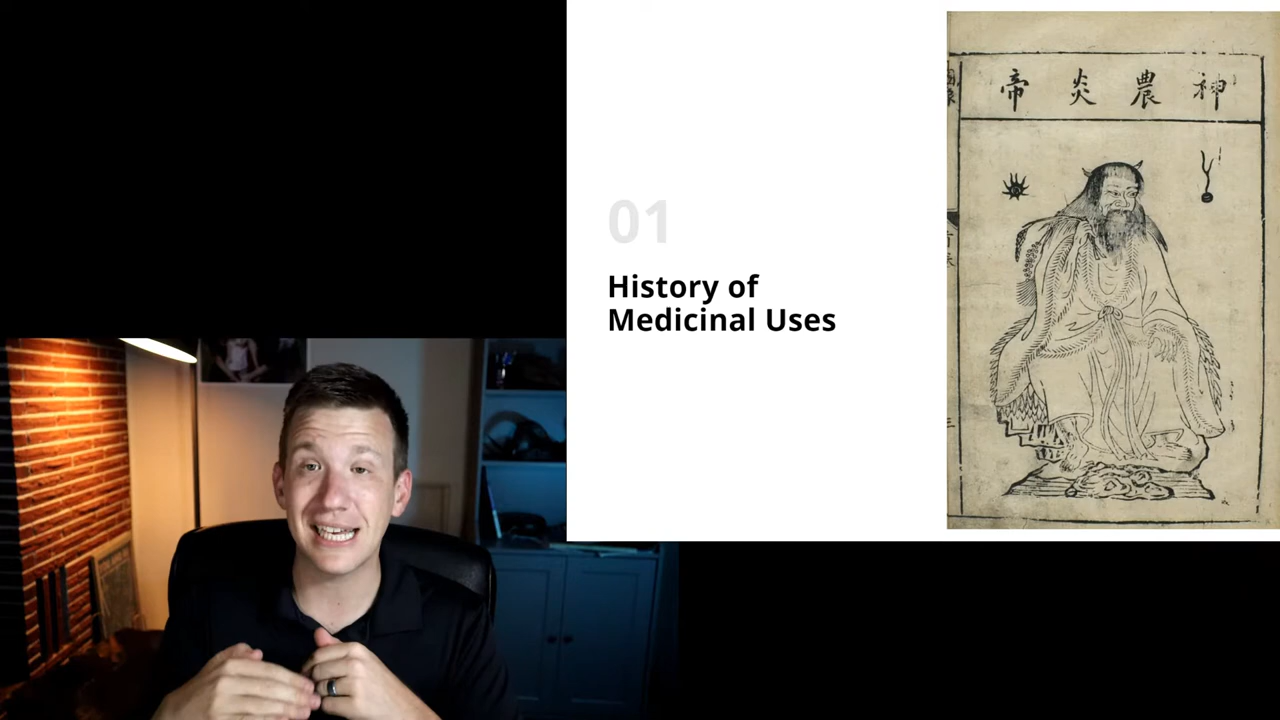 01
History of
Medicinal Uses
帝炎農神